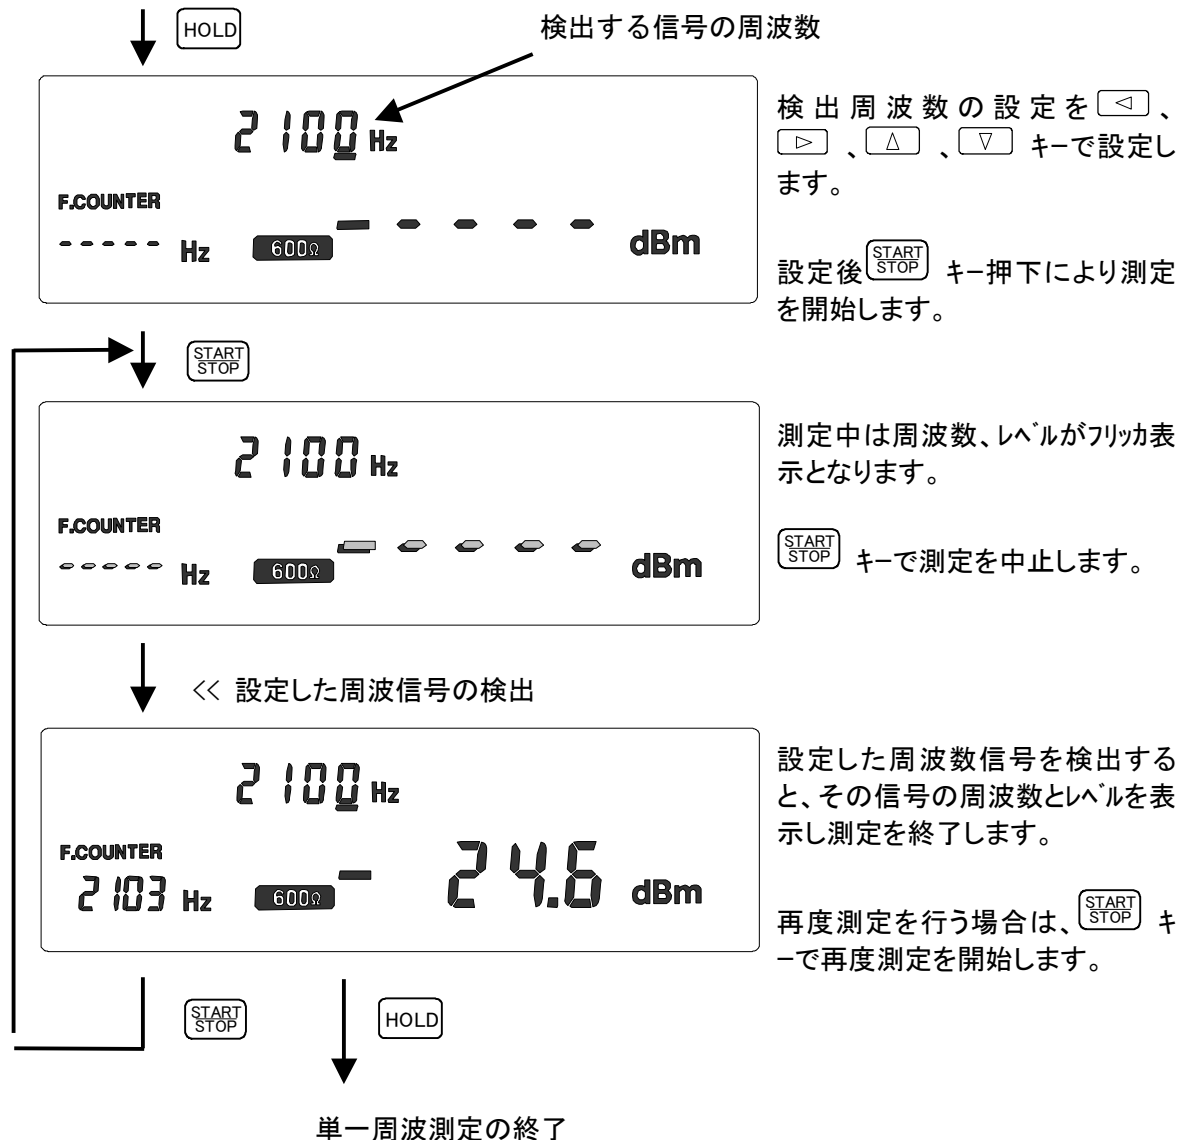 HOLD
検出する信号の周波数
2100 Hz
F.COUNTER
----- Hz
600Ω
- - - - - dBm
検出周波数の設定を◁、
▷、△、▽ キーで設定し
ます。
設定後 START STOP キー押下により測定
を開始します。
START
STOP
2100 Hz
F.COUNTER
----- Hz
600Ω
- - - - - dBm
測定中は周波数、レベルがフリッカ表
示となります。
START STOP キーで測定を中止します。
<< 設定した周波信号の検出
2100 Hz
F.COUNTER
2103 Hz
600Ω
- 24.6 dBm
設定した周波数信号を検出する
と、その信号の周波数とレベルを表
示し測定を終了します。
再度測定を行う場合は、 START STOP キ
ーで再度測定を開始します。
START
STOP
HOLD
単一周波測定の終了